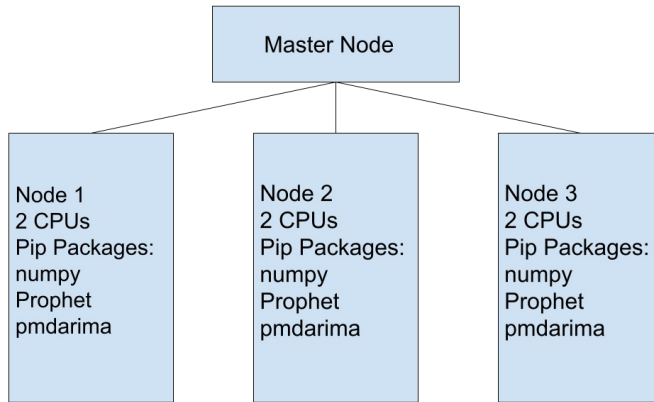 Master Node
Node 1
2 CPUs
Pip Packages:
numpy
Prophet
pmdarima
Node 2
2 CPUs
Pip Packages:
numpy
Prophet
pmdarima
Node 3
2 CPUs
Pip Packages:
numpy
Prophet
pmdarima